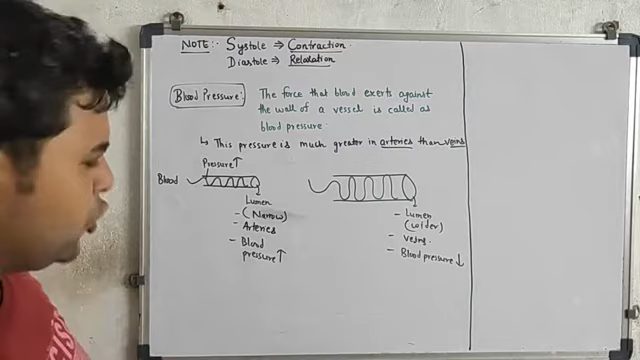 NOTE:- Systole ⇒ Contraction.
Diastole ⇒ Relaxation
Blood Pressure: The force that blood exerts against
the wall of a vessel is called as
blood pressure.
↳ This pressure is much greater in arteries than veins
Pressure ↑
Blood
Lumen
(Narrow)
- Arteries
- Blood
pressure ↑
- Lumen
(wider)
- veins.
- Blood pressure ↓